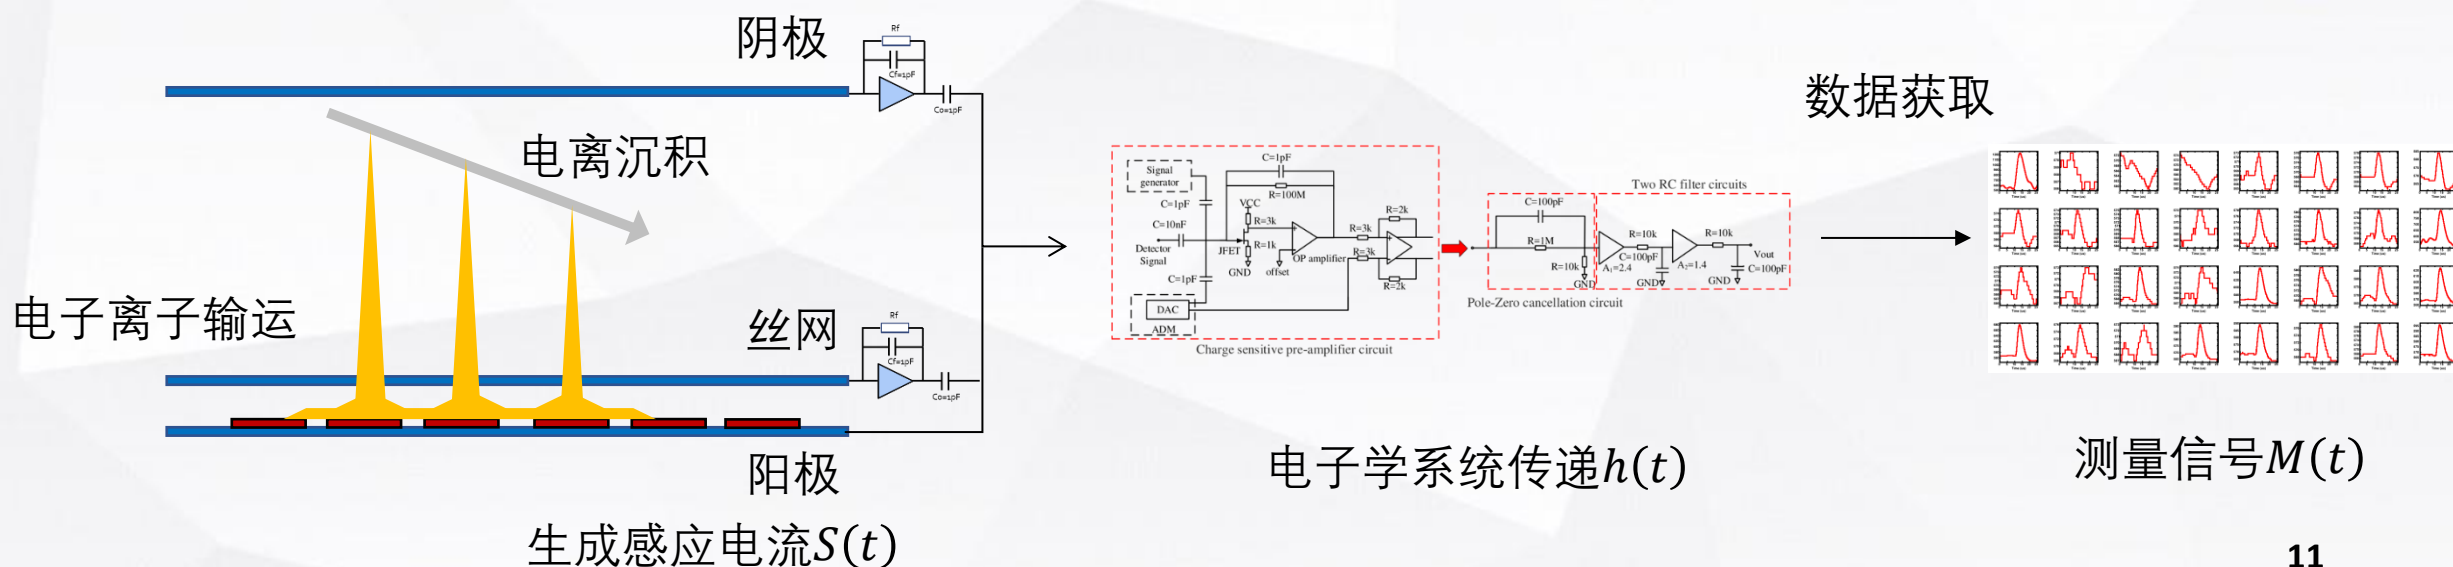 阴极
Rf
Cf=1pF
Co=1pF
电离沉积
电子离子输运
丝网
Rf
Cf=1pF
Co=1pF
阳极
生成感应电流S(t)
Signal
generator
C=1pF
R=100M
C=1pF
VCC
C=10nF
R=3k
Detector
Signal
JFET
R=1k
GND
offset
OP amplifier
C=1pF
DAC
ADM
R=3k
R=2k
R=3k
R=2k
Charge sensitive pre-amplifier circuit
C=100pF
R=1M
R=10k
GND
Pole-Zero cancellation circuit
Two RC filter circuits
R=10k
R=10k
A₁=2.4
C=100pF
A₂=1.4
Vout
C=100pF
GND
GND
电子学系统传递h(t)
数据获取
测量信号M(t)
11